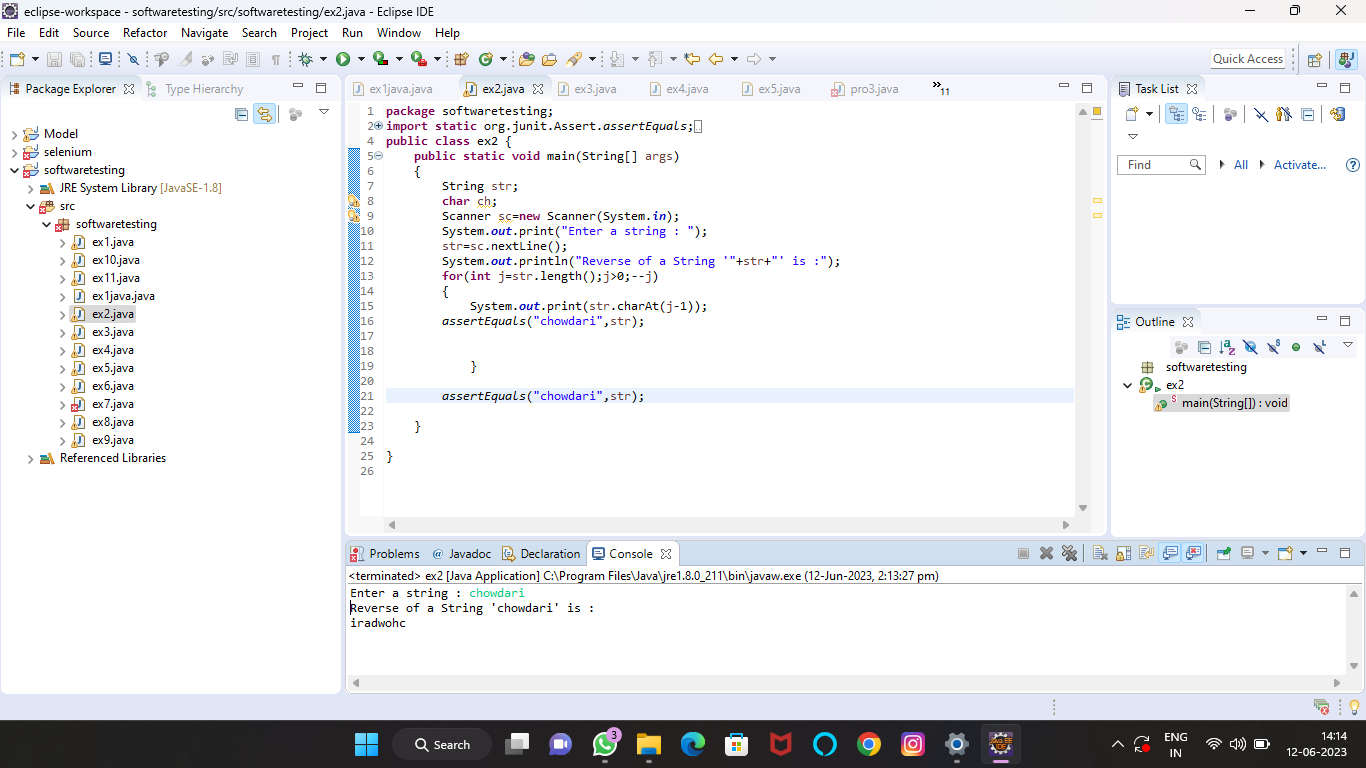 eclipse-workspace - softwaretesting/src/softwaretesting/ex2.java - Eclipse IDE
File Edit Source Refactor Navigate Search Project Run Window Help
Quick Access
Package Explorer
Type Hierarchy
Model
selenium
softwaretesting
JRE System Library [JavaSE-1.8]
src
softwaretesting
ex1.java
ex10.java
ex11.java
ex1java.java
ex2.java
ex3.java
ex4.java
ex5.java
ex6.java
ex7.java
ex8.java
ex9.java
Referenced Libraries
ex1java.java ex2.java ex3.java ex4.java ex5.java pro3.java »11
1 package softwaretesting;
2 import static org.junit.Assert.assertEquals;
4 public class ex2 {
5 public static void main(String[] args)
6 {
7 String str;
8 char ch;
9 Scanner sc=new Scanner(System.in);
10 System.out.print("Enter a string : ");
11 str=sc.nextLine();
12 System.out.println("Reverse of a String '"+str+"' is :");
13 for(int j=str.length();j>0;--j)
14 {
15 System.out.print(str.charAt(j-1));
16 assertEquals("chowdari",str);
17
18
19 }
20
21 assertEquals("chowdari",str);
22
23 }
24
25 }
26
Task List
Find
All
Activate...
Outline
softwaretesting
ex2
S main(String[]) : void
Problems @ Javadoc Declaration Console
<terminated> ex2 [Java Application] C:\Program Files\Java\jre1.8.0_211\bin\javaw.exe (12-Jun-2023, 2:13:27 pm)
Enter a string : chowdari
Reverse of a String 'chowdari' is :
iradwohc
Search
3
JAVA EE
IDE
ENG
IN
14:14
12-06-2023